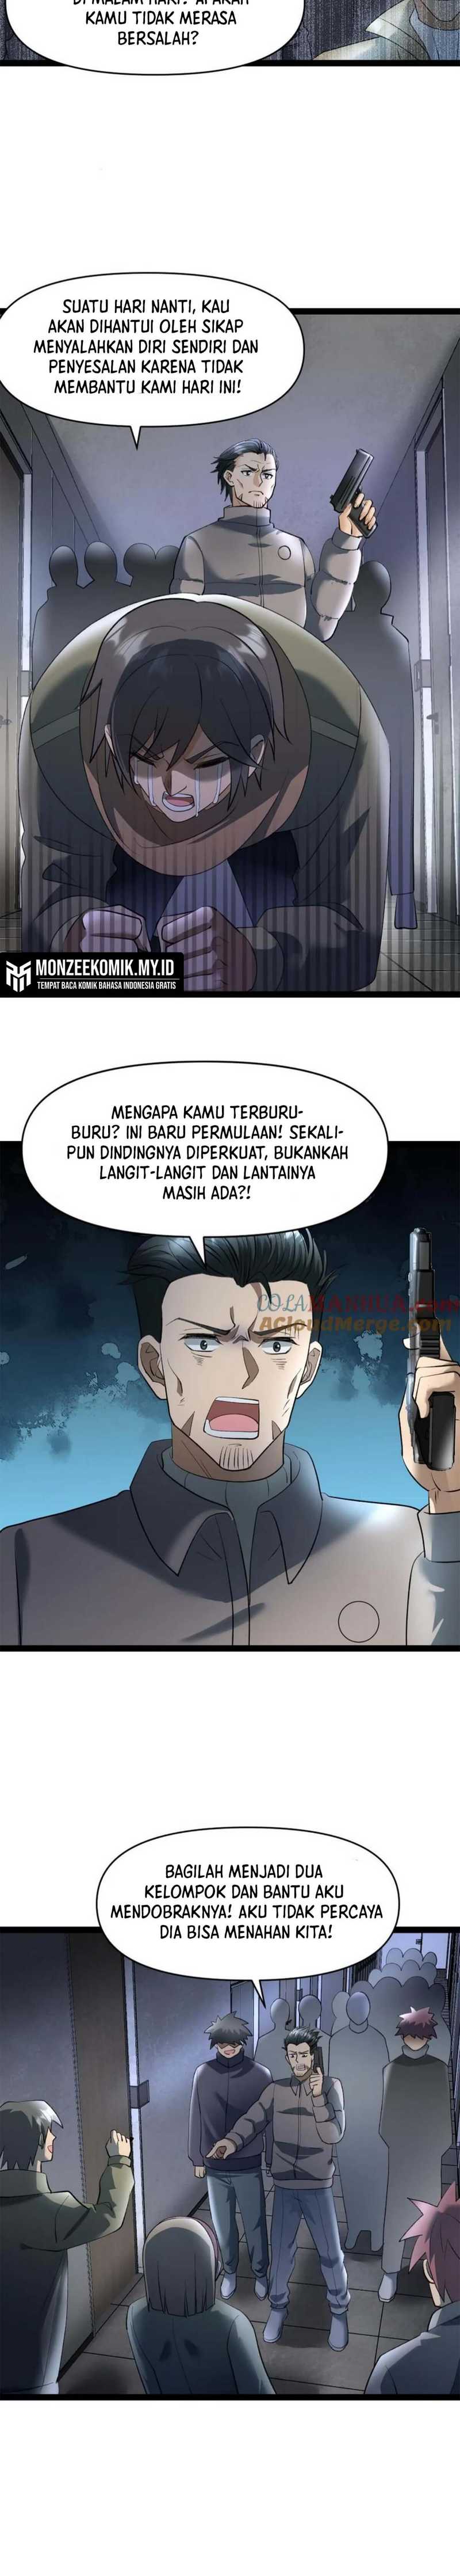 DI MALAM HARI? APAKAH
KAMU TIDAK MERASA
BERSALAH?
SUATU HARI NANTI, KAU
AKAN DIHANTUI OLEH SIKAP
MENYALAHKAN DIRI SENDIRI DAN
PENYESALAN KARENA TIDAK
MEMBANTU KAMI HARI INI!
MONZEEKOMIK.MY.ID
TEMPAT BACA KOMIK BAHASA INDONESIA GRATIS
MENGAPA KAMU TERBURU-
BURU? INI BARU PERMULAAN! SEKALI-
PUN DINDINGNYA DIPERKUAT, BUKANKAH
LANGIT-LANGIT DAN LANTAINYA
MASIH ADA?!
COLAMANHUA.com
ACloudMerge.com
BAGILAH MENJADI DUA
KELOMPOK DAN BANTU AKU
MENDOBRAKNYA! AKU TIDAK PERCAYA
DIA BISA MENAHAN KITA!